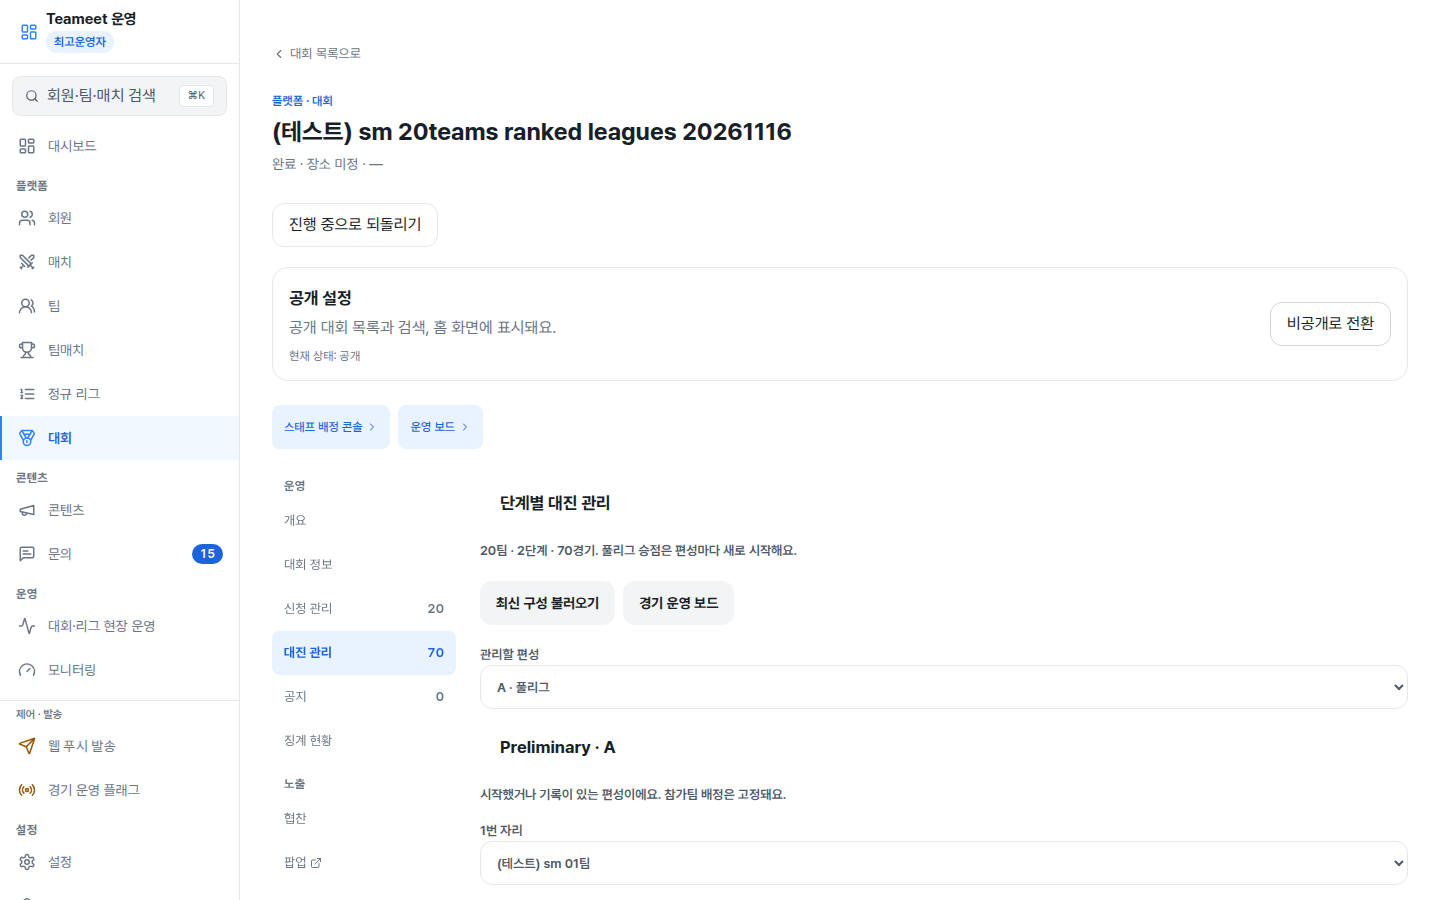 Teameet 운영
최고운영자
회원·팀·매치 검색 ⌘K
대시보드
플랫폼
회원
매치
팀
팀매치
정규 리그
대회
콘텐츠
콘텐츠
문의 15
운영
대회·리그 현장 운영
모니터링
제어 · 발송
웹 푸시 발송
경기 운영 플래그
설정
설정
대회 목록으로
플랫폼 · 대회
(테스트) sm 20teams ranked leagues 20261116
완료 · 장소 미정 · —
진행 중으로 되돌리기
공개 설정
공개 대회 목록과 검색, 홈 화면에 표시돼요.
현재 상태: 공개
비공개로 전환
스태프 배정 콘솔
운영 보드
운영
개요
대회 정보
신청 관리 20
대진 관리 70
공지 0
징계 현황
노출
협찬
팝업
단계별 대진 관리
20팀 · 2단계 · 70경기. 풀리그 승점은 편성마다 새로 시작해요.
최신 구성 불러오기
경기 운영 보드
관리할 편성
A · 풀리그
Preliminary · A
시작했거나 기록이 있는 편성이에요. 참가팀 배정은 고정돼요.
1번 자리
(테스트) sm 01팀